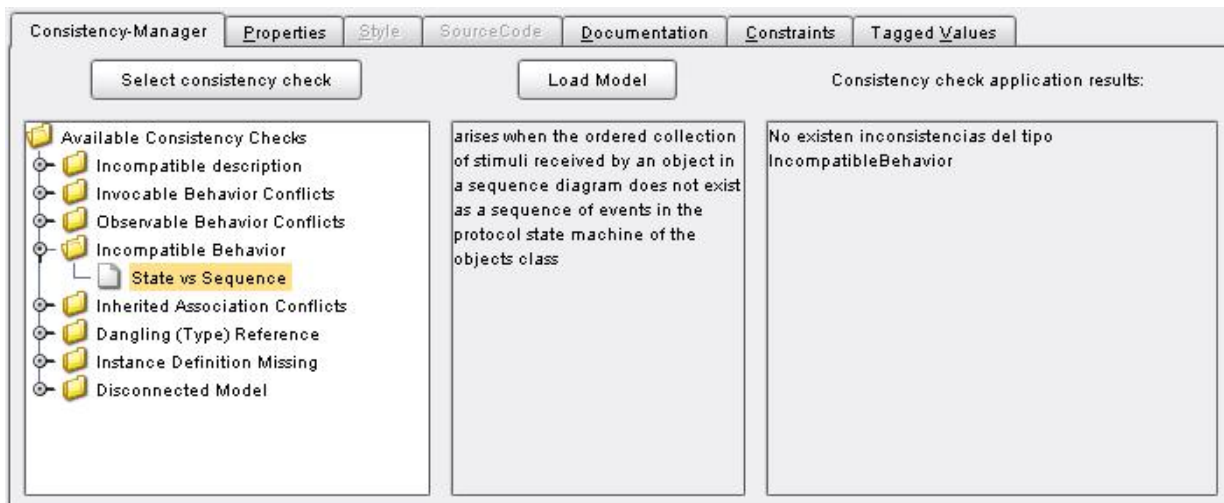 Consistency-Manager
Properties
Style
SourceCode
Documentation
Constraints
Tagged Values
Select consistency check
Load Model
Consistency check application results:
Available Consistency Checks
Incompatible description
Invocable Behavior Conflicts
Observable Behavior Conflicts
Incompatible Behavior
State vs Sequence
Inherited Association Conflicts
Dangling (Type) Reference
Instance Definition Missing
Disconnected Model
arises when the ordered collection
of stimuli received by an object in
a sequence diagram does not exist
as a sequence of events in the
protocol state machine of the
objects class
No existen inconsistencias del tipo
IncompatibleBehavior